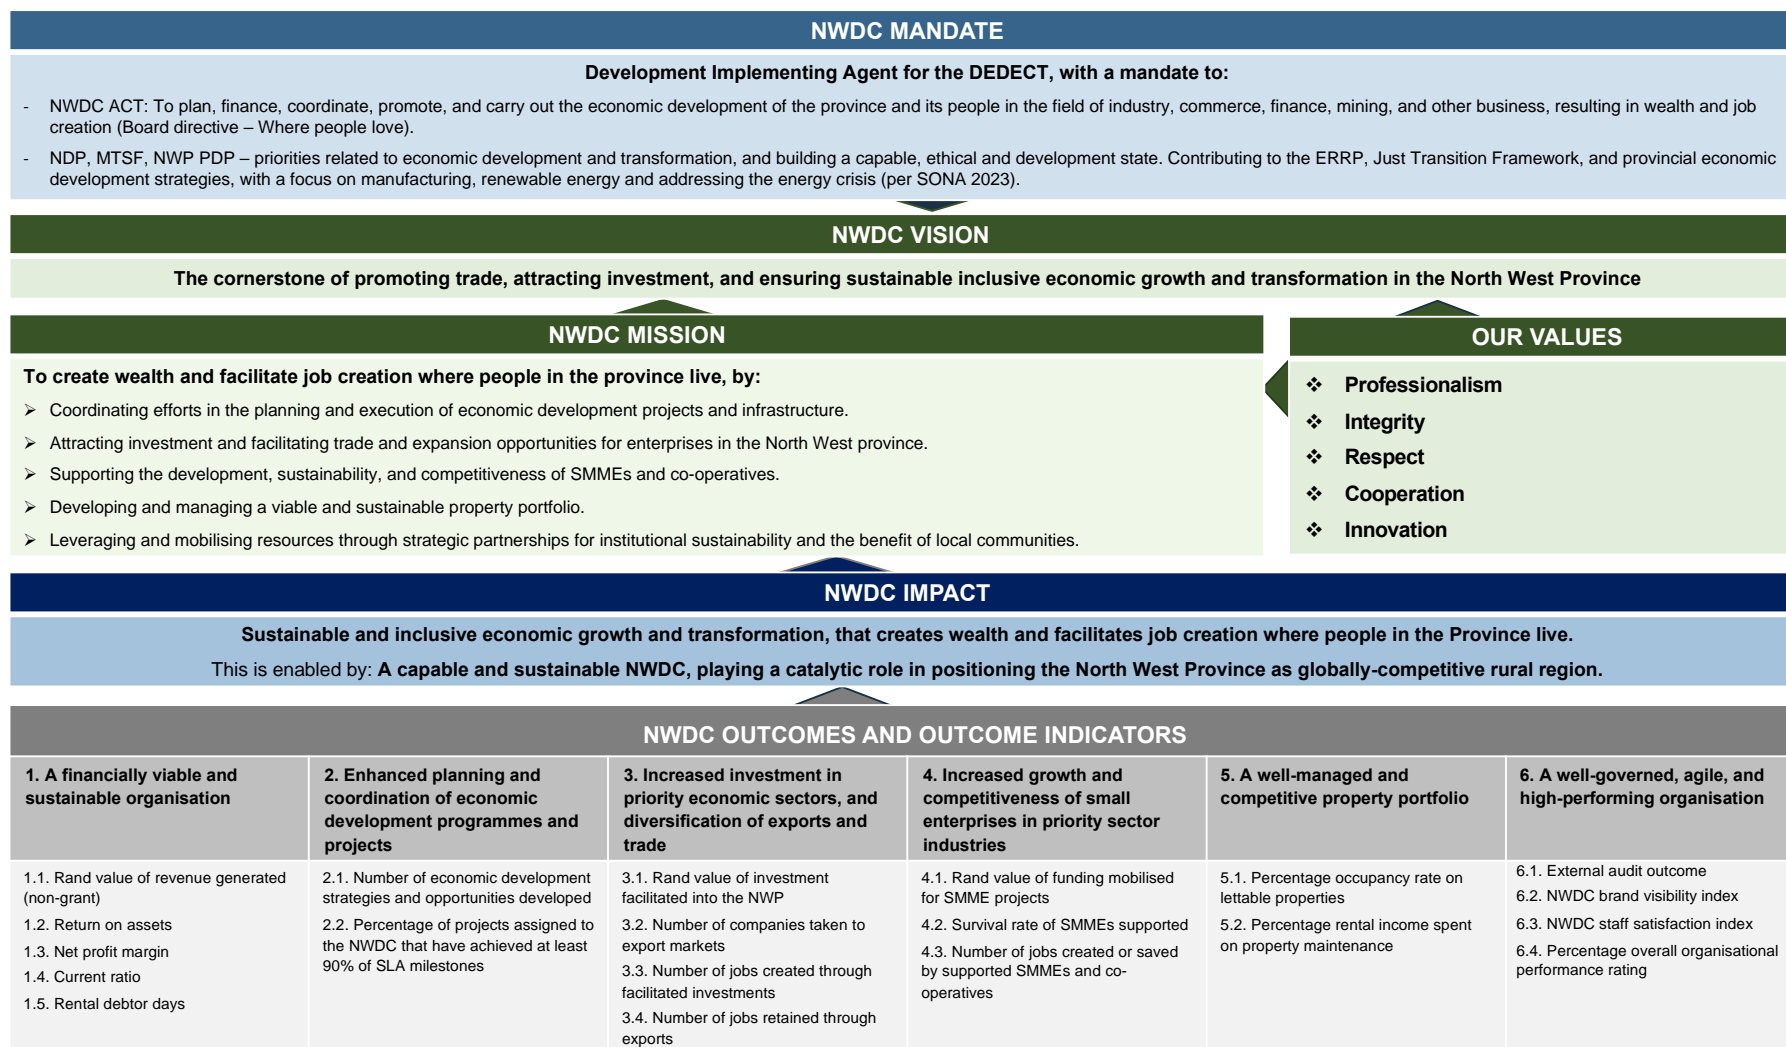 NWDC MANDATE
Development Implementing Agent for the DEDECT, with a mandate to:
- NWDC ACT: To plan, finance, coordinate, promote, and carry out the economic development of the province and its people in the field of industry, commerce, finance, mining, and other business, resulting in wealth and job
creation (Board directive – Where people love).
- NDP, MTSF, NWP PDP – priorities related to economic development and transformation, and building a capable, ethical and development state. Contributing to the ERRP, Just Transition Framework, and provincial economic
development strategies, with a focus on manufacturing, renewable energy and addressing the energy crisis (per SONA 2023).
NWDC VISION
The cornerstone of promoting trade, attracting investment, and ensuring sustainable inclusive economic growth and transformation in the North West Province
NWDC MISSION
To create wealth and facilitate job creation where people in the province live, by:
➢ Coordinating efforts in the planning and execution of economic development projects and infrastructure.
➢ Attracting investment and facilitating trade and expansion opportunities for enterprises in the North West province.
➢ Supporting the development, sustainability, and competitiveness of SMMEs and co-operatives.
➢ Developing and managing a viable and sustainable property portfolio.
➢ Leveraging and mobilising resources through strategic partnerships for institutional sustainability and the benefit of local communities.
OUR VALUES
❖ Professionalism
❖ Integrity
❖ Respect
❖ Cooperation
❖ Innovation
NWDC IMPACT
Sustainable and inclusive economic growth and transformation, that creates wealth and facilitates job creation where people in the Province live.
This is enabled by: A capable and sustainable NWDC, playing a catalytic role in positioning the North West Province as globally-competitive rural region.
NWDC OUTCOMES AND OUTCOME INDICATORS
1. A financially viable and
sustainable organisation
1.1. Rand value of revenue generated
(non-grant)
1.2. Return on assets
1.3. Net profit margin
1.4. Current ratio
1.5. Rental debtor days
2. Enhanced planning and
coordination of economic
development programmes and
projects
2.1. Number of economic development
strategies and opportunities developed
2.2. Percentage of projects assigned to
the NWDC that have achieved at least
90% of SLA milestones
3. Increased investment in
priority economic sectors, and
diversification of exports and
trade
3.1. Rand value of investment
facilitated into the NWP
3.2. Number of companies taken to
export markets
3.3. Number of jobs created through
facilitated investments
3.4. Number of jobs retained through
exports
4. Increased growth and
competitiveness of small
enterprises in priority sector
industries
4.1. Rand value of funding mobilised
for SMME projects
4.2. Survival rate of SMMEs supported
4.3. Number of jobs created or saved
by supported SMMEs and co-
operatives
5. A well-managed and
competitive property portfolio
5.1. Percentage occupancy rate on
lettable properties
5.2. Percentage rental income spent
on property maintenance
6. A well-governed, agile, and
high-performing organisation
6.1. External audit outcome
6.2. NWDC brand visibility index
6.3. NWDC staff satisfaction index
6.4. Percentage overall organisational
performance rating